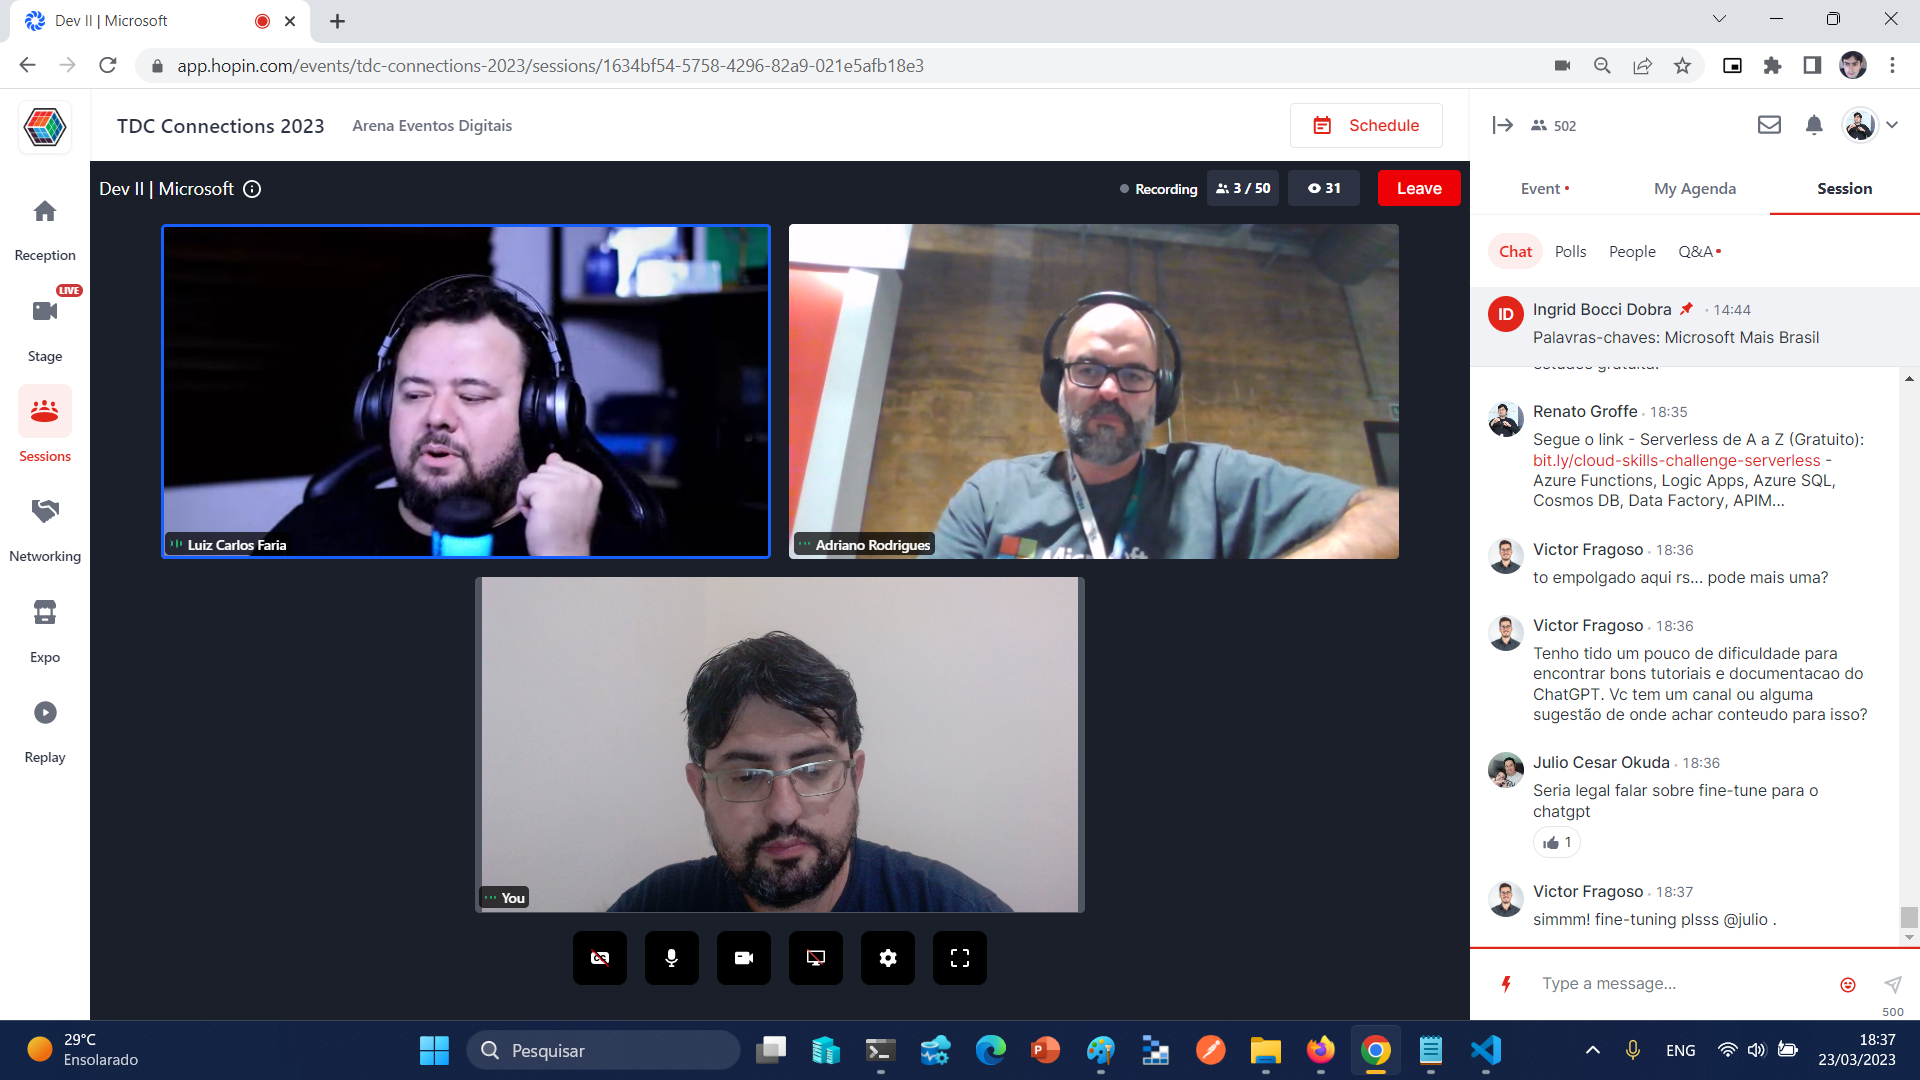 Dev II | Microsoft
app.hopin.com/events/tdc-connections-2023/sessions/1634bf54-5758-4296-82a9-021e5afb18e3
TDC Connections 2023
Arena Eventos Digitais
Schedule
502
Reception
LIVE
Stage
Sessions
Networking
Expo
Replay
Dev II | Microsoft
Recording
3 / 50
31
Leave
Luiz Carlos Faria
Adriano Rodrigues
You
Event
My Agenda
Session
Chat
Polls
People
Q&A
ID
Ingrid Bocci Dobra · 14:44
Palavras-chaves: Microsoft Mais Brasil
Renato Groffe · 18:35
Segue o link - Serverless de A a Z (Gratuito):
bit.ly/cloud-skills-challenge-serverless -
Azure Functions, Logic Apps, Azure SQL,
Cosmos DB, Data Factory, APIM...
Victor Fragoso · 18:36
to empolgado aqui rs... pode mais uma?
Victor Fragoso · 18:36
Tenho tido um pouco de dificuldade para
encontrar bons tutoriais e documentacao do
ChatGPT. Vc tem um canal ou alguma
sugestão de onde achar conteudo para isso?
Julio Cesar Okuda · 18:36
Seria legal falar sobre fine-tune para o
chatgpt
1
Victor Fragoso · 18:37
simmm! fine-tuning plsss @julio .
Type a message...
500
29°C
Ensolarado
Pesquisar
ENG
18:37
23/03/2023